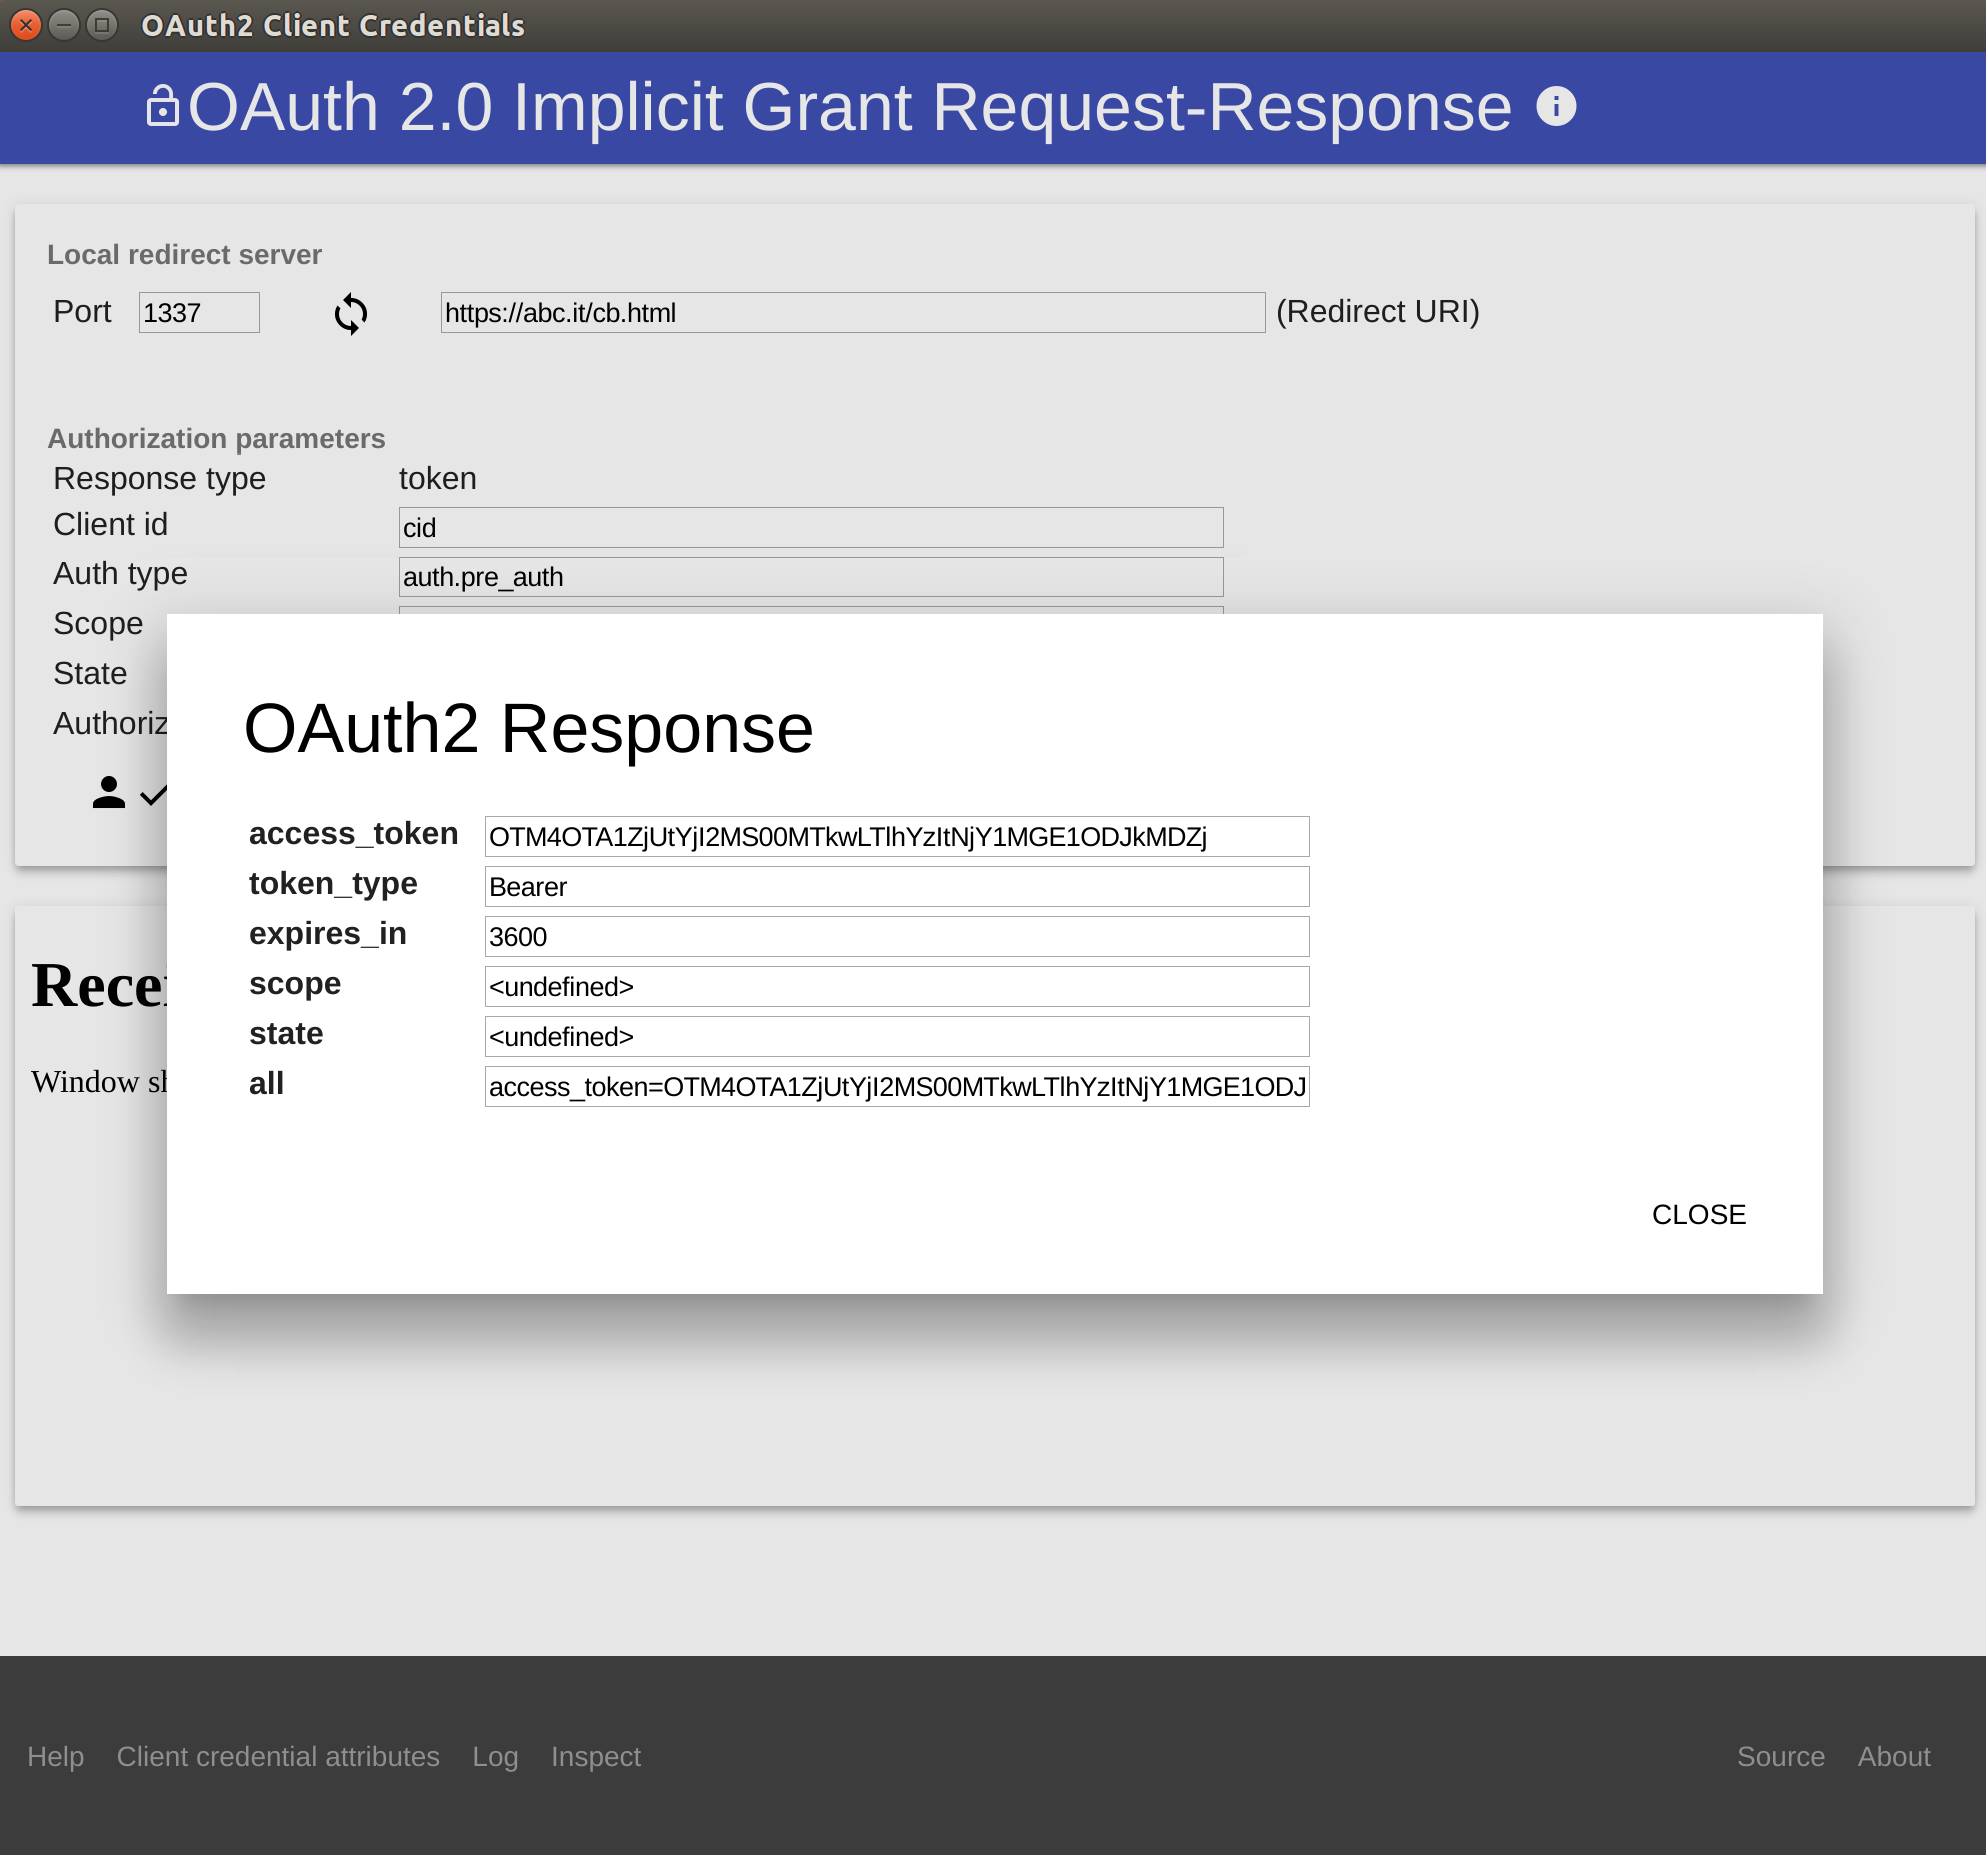 OAuth2 Client Credentials
OAuth 2.0 Implicit Grant Request-Response
Local redirect server
Port 1337 https://abc.it/cb.html (Redirect URI)
Authorization parameters
Response type token
Client id cid
Auth type auth.pre_auth
Scope
State
Authoriz
OAuth2 Response
access_token OTM4OTA1ZjUtYjI2MS00MTkwLTlhYzItNjY1MGE1ODJkMDZj
token_type Bearer
expires_in 3600
scope <undefined>
state <undefined>
all access_token=OTM4OTA1ZjUtYjI2MS00MTkwLTlhYzItNjY1MGE1ODJ
CLOSE
Recei
Window sh
Help Client credential attributes Log Inspect Source About